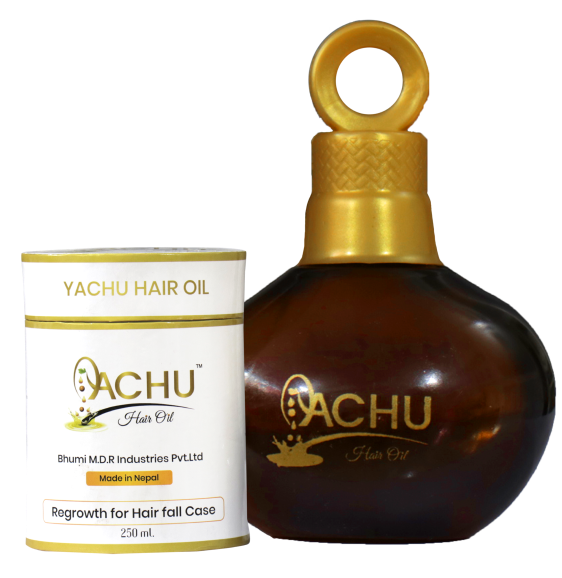 YACHU HAIR OIL
YACHU™
Hair Oil
Bhumi M.D.R Industries Pvt.Ltd
Made in Nepal
Regrowth for Hair fall Case
250 ml.
YACHU
Hair Oil